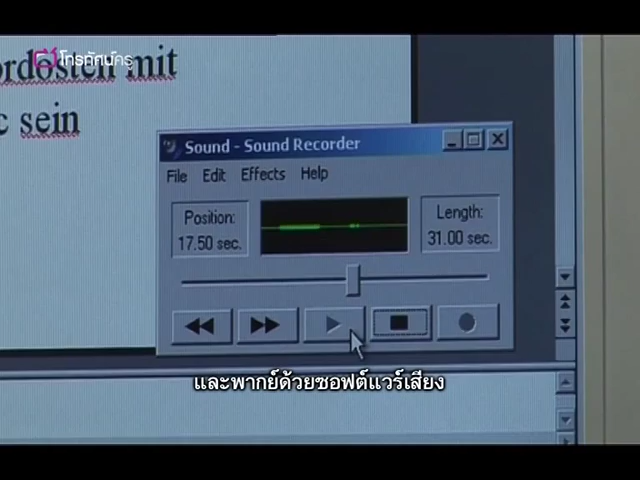 โทรทัศน์ครู
mit
sein
Sound - Sound Recorder
File Edit Effects Help
Position:
17.50 sec.
Length:
31.00 sec.
และพากย์ด้วยซอฟต์แวร์เสียง